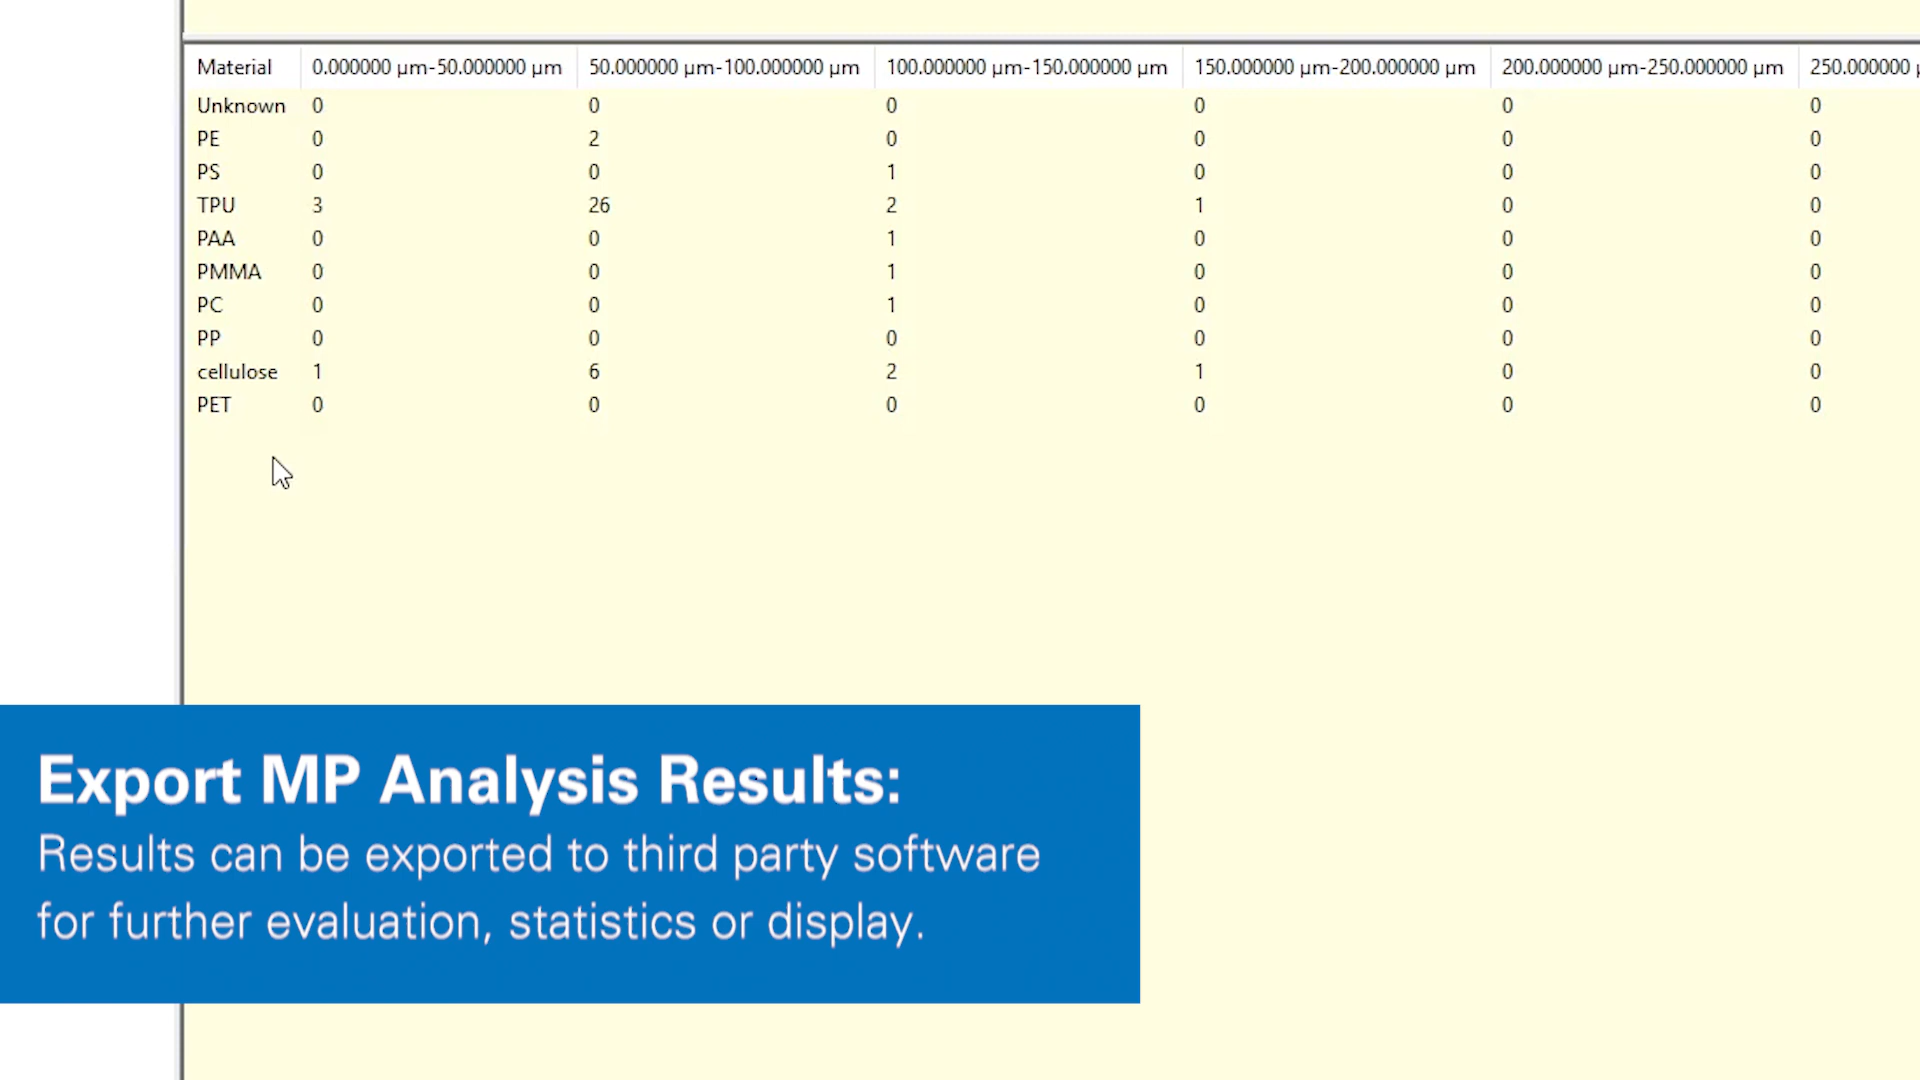 Material 0.000000 µm-50.000000 µm 50.000000 µm-100.000000 µm 100.000000 µm-150.000000 µm 150.000000 µm-200.000000 µm 200.000000 µm-250.000000 µm 250.000000
Unknown 0 0 0 0 0 0
PE 0 2 0 0 0 0
PS 0 0 1 0 0 0
TPU 3 26 2 1 0 0
PAA 0 0 1 0 0 0
PMMA 0 0 1 0 0 0
PC 0 0 1 0 0 0
PP 0 0 0 0 0 0
cellulose 1 6 2 1 0 0
PET 0 0 0 0 0 0
Export MP Analysis Results:
Results can be exported to third party software
for further evaluation, statistics or display.